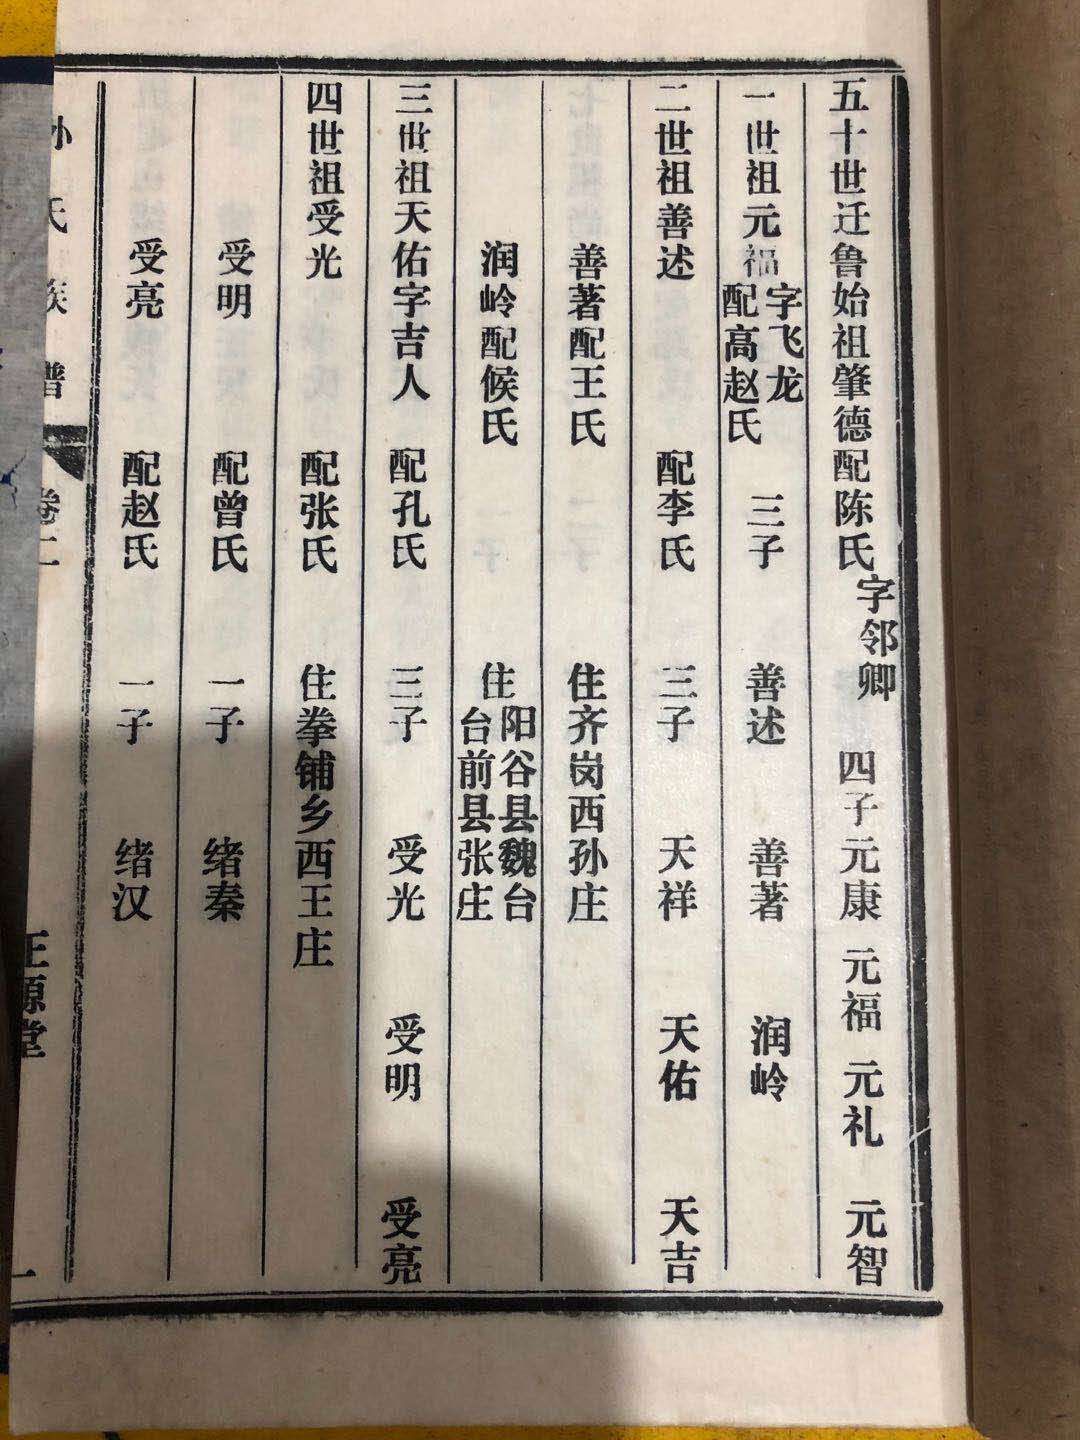 五十世迁鲁始祖肇德配陈氏 字邻卿 四子 元康 元福 元礼 元智
一世祖元福 字飞龙 配高赵氏 三子 善述 善著 润岭
二世祖善述 配李氏 三子 天祥 天佑 天吉
善著配王氏 住齐岗西孙庄
润岭配候氏 住 阳谷县魏台 台前县张庄
三世祖天佑字吉人 配孔氏 三子 受光 受明 受亮
四世祖受光 配张氏 住拳铺乡西王庄
受明 配曾氏 一子 绪秦
受亮 配赵氏 一子 绪汉
孙氏族谱 卷二 一